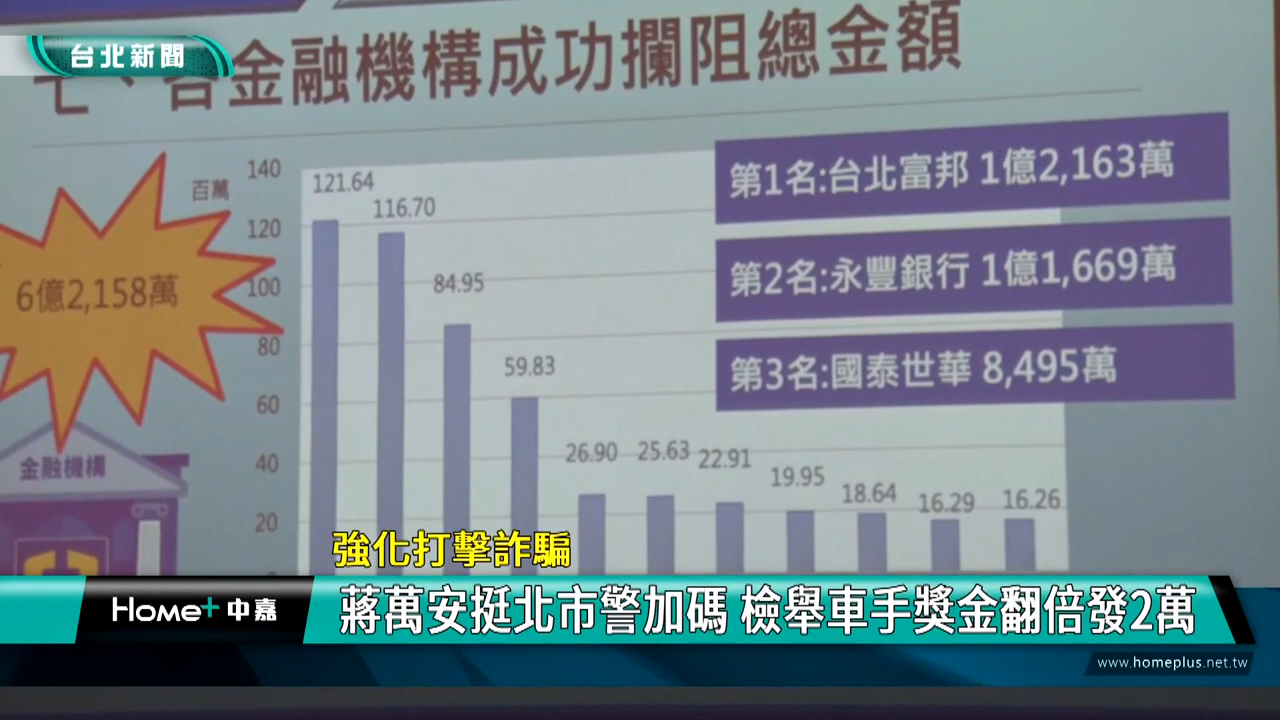 台北新聞
七、各金融機構成功攔阻總金額
百萬
140
120
100
80
60
40
20
121.64
116.70
84.95
59.83
26.90
25.63
22.91
19.95
18.64
16.29
16.26
第1名:台北富邦 1億2,163萬
第2名:永豐銀行 1億1,669萬
第3名:國泰世華 8,495萬
6億2,158萬
金融機構
強化打擊詐騙
Home+中嘉
蔣萬安挺北市警加碼 檢舉車手獎金翻倍發2萬
www.homeplus.net.tw